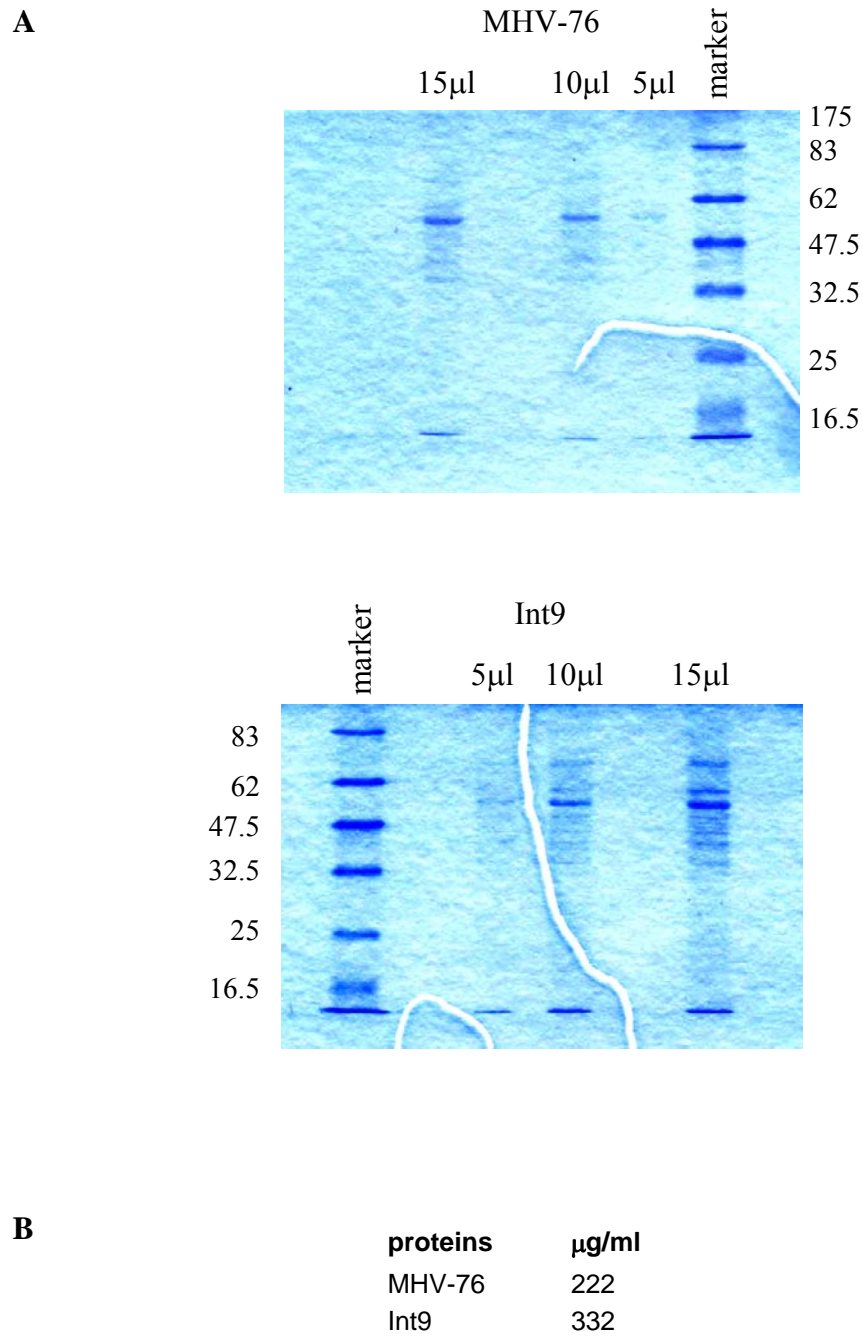 A
MHV-76
15µl 10µl 5µl marker
175
83
62
47.5
32.5
25
16.5
marker Int9
5µl 10µl 15µl
83
62
47.5
32.5
25
16.5
B
proteins µg/ml
MHV-76 222
Int9 332